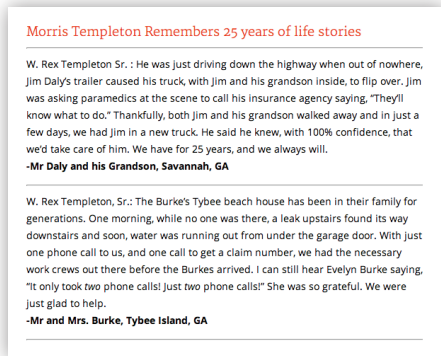 Morris Templeton Remembers 25 years of life stories
W. Rex Templeton Sr. : He was just driving down the highway when out of nowhere,
Jim Daly's trailer caused his truck, with Jim and his grandson inside, to flip over. Jim
was asking paramedics at the scene to call his insurance agency saying, "They'll
know what to do." Thankfully, both Jim and his grandson walked away and in just a
few days, we had Jim in a new truck. He said he knew, with 100% confidence, that
we'd take care of him. We have for 25 years, and we always will.
-Mr Daly and his Grandson, Savannah, GA
W. Rex Templeton, Sr.: The Burke's Tybee beach house has been in their family for
generations. One morning, while no one was there, a leak upstairs found its way
downstairs and soon, water was running out from under the garage door. With just
one phone call to us, and one call to get a claim number, we had the necessary
work crews out there before the Burkes arrived. I can still hear Evelyn Burke saying,
"It only took two phone calls! Just two phone calls!" She was so grateful. We were
just glad to help.
-Mr and Mrs. Burke, Tybee Island, GA